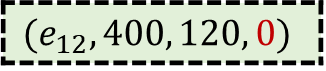 (e₁₂, 400, 120, 0)